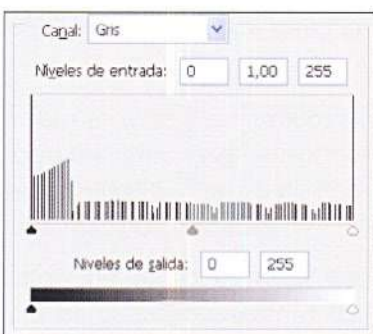 Canal: Gris
Niveles de entrada: 0 1,00 255
Niveles de salida: 0 255